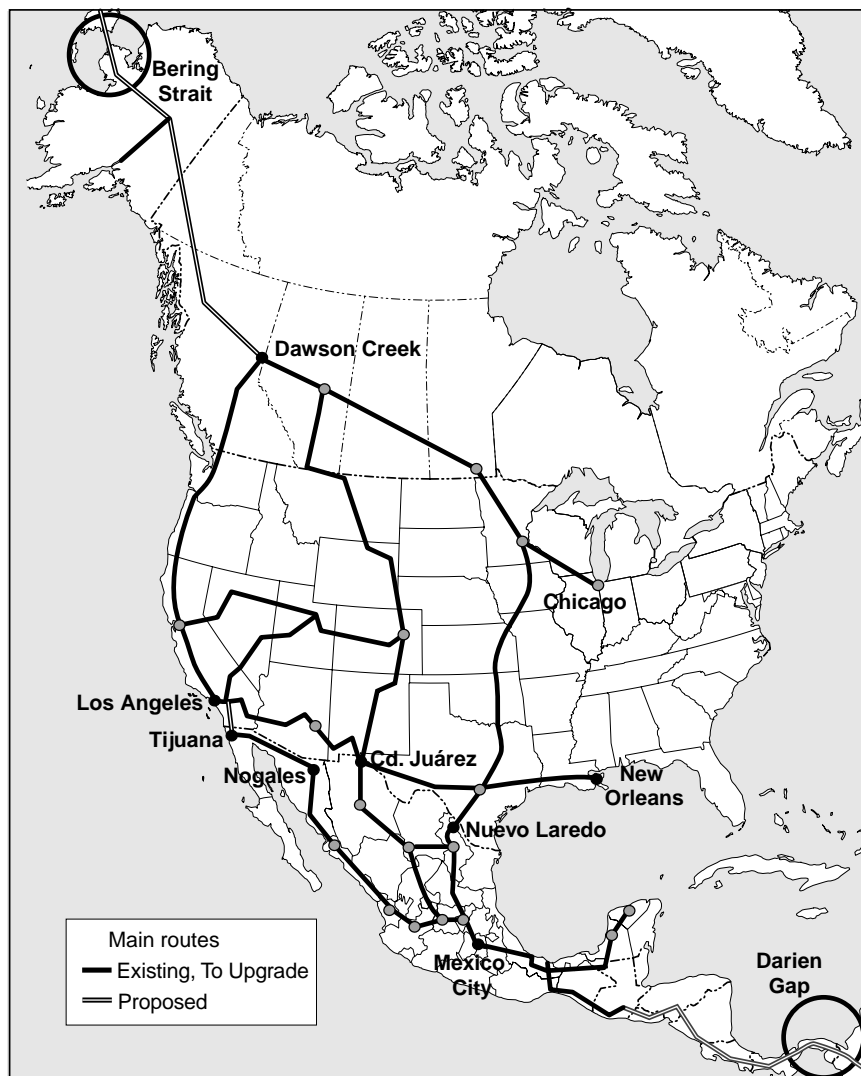 Bering
Strait
Dawson Creek
Chicago
Los Angeles
Tijuana
Nogales
Cd. Juárez
New
Orleans
Nuevo Laredo
Mexico
City
Darien
Gap
Main routes
Existing, To Upgrade
Proposed